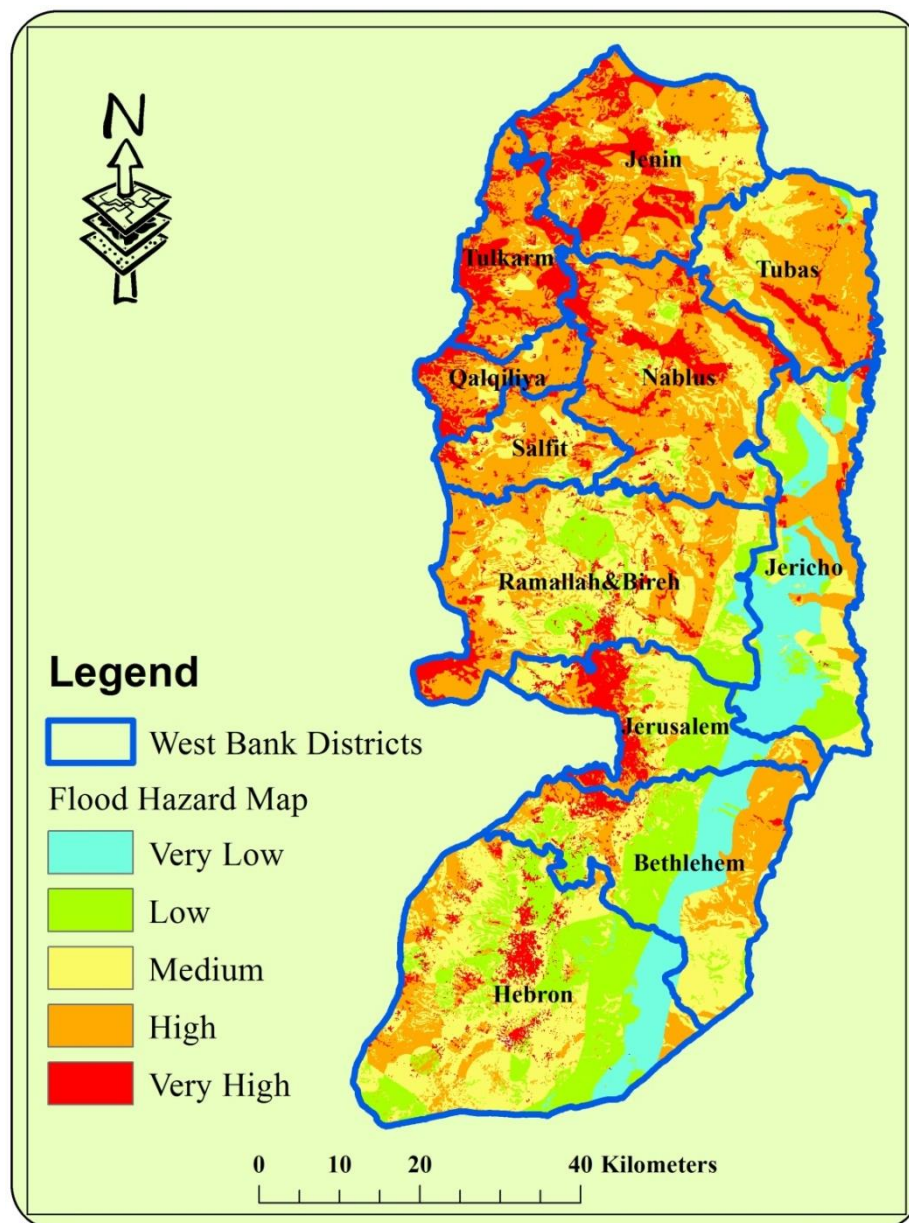 N
Jenin
Tulkarm
Tubas
Qalqiliya
Nablus
Salfit
Ramallah&Bireh
Jericho
Jerusalem
Bethlehem
Hebron
Legend
West Bank Districts
Flood Hazard Map
Very Low
Low
Medium
High
Very High
0 10 20 40 Kilometers